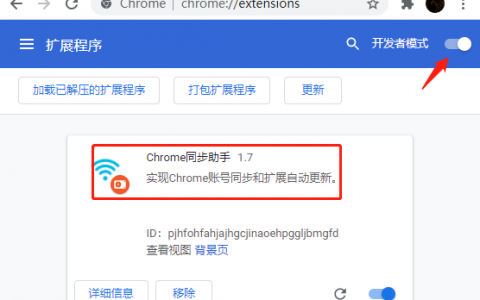 Chrome | chrome://extensions
扩展程序
开发者模式
加载已解压的扩展程序
打包扩展程序
更新
Chrome同步助手 1.7
实现Chrome账号同步和扩展自动更新。
ID：pjhfohfahjajhgcjinaoehpggljbmgfd
查看视图 背景页
详细信息
移除